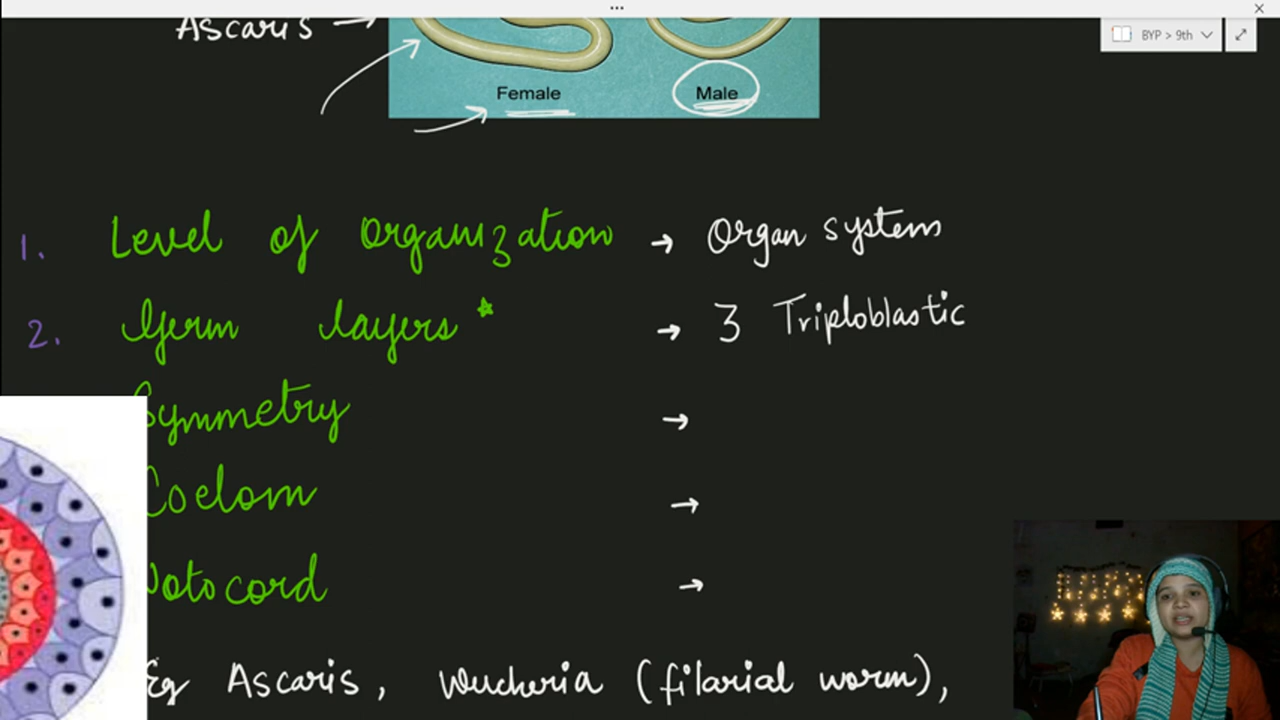 BYP > 9th
Ascaris →
Female Male
1. Level of Organization → Organ system
2. Germ layers * → 3 Triploblastic
Symmetry →
Coelom →
Notocord →
Eg Ascaris, Wucheria (filarial worm),